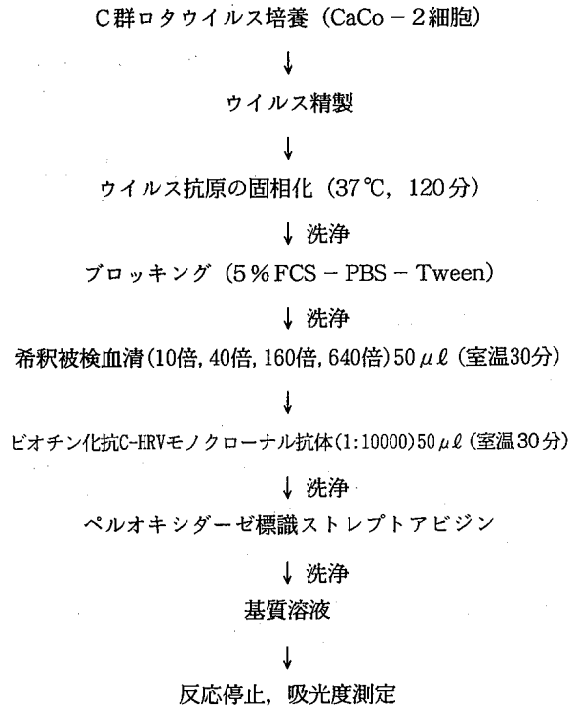 C群ロタウイルス培養 (CaCo－2細胞)
↓
ウイルス精製
↓
ウイルス抗原の固相化 (37℃, 120分)
↓ 洗浄
ブロッキング (5%FCS－PBS－Tween)
↓ 洗浄
希釈被検血清(10倍, 40倍, 160倍, 640倍)50μℓ (室温30分)
↓
ビオチン化抗C-HRVモノクローナル抗体(1:10000)50μℓ (室温30分)
↓ 洗浄
ペルオキシダーゼ標識ストレプトアビジン
↓ 洗浄
基質溶液
↓
反応停止, 吸光度測定